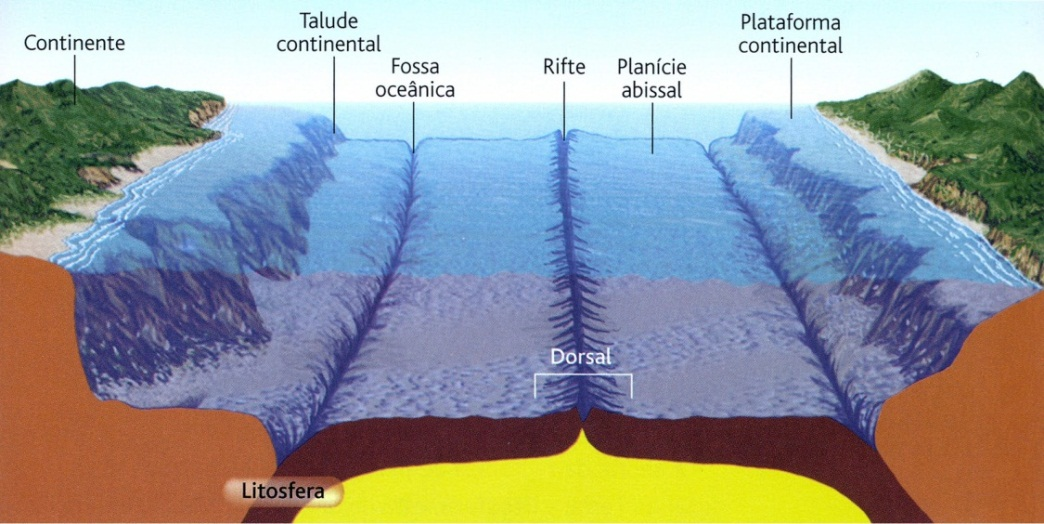 Continente
Talude
continental
Fossa
oceânica
Rifte
Planície
abissal
Plataforma
continental
Dorsal
Litosfera